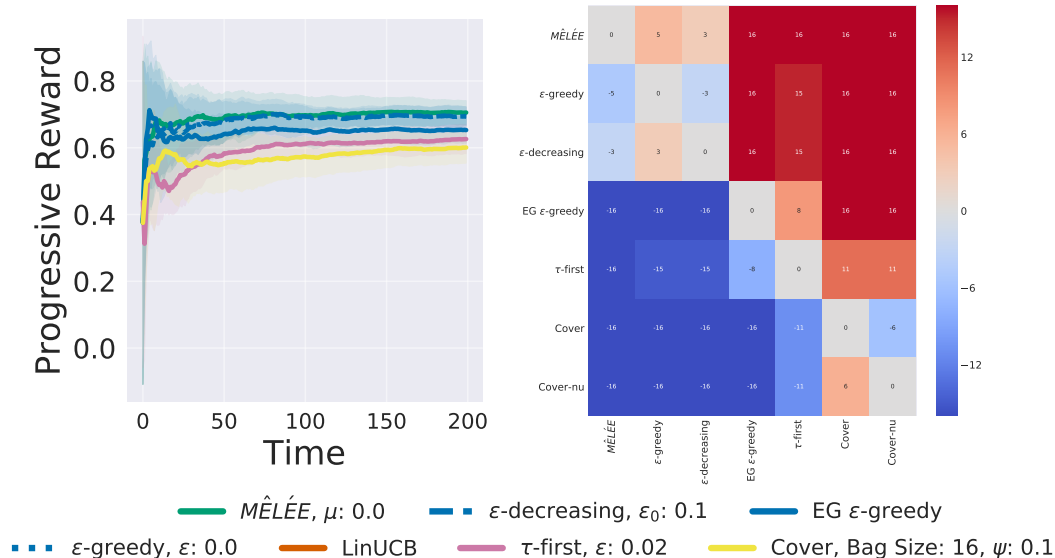 Progressive Reward
0.8
0.6
0.4
0.2
0.0
0 50 100 150 200
Time
MÊLÉE 0 5 3 16 16 16 16
ε-greedy -5 0 -3 16 15 16 16
ε-decreasing -3 3 0 16 15 16 16
EG ε-greedy -16 -16 -16 0 8 16 16
τ-first -16 -15 -15 -8 0 11 11
Cover -16 -16 -16 -16 -11 0 -6
Cover-nu -16 -16 -16 -16 -11 6 0
MÊLÉE ε-greedy ε-decreasing EG ε-greedy τ-first Cover Cover-nu
12
6
0
−6
−12
MÊLÉE, μ: 0.0 ε-decreasing, ε₀: 0.1 EG ε-greedy
ε-greedy, ε: 0.0 LinUCB τ-first, ε: 0.02 Cover, Bag Size: 16, ψ: 0.1